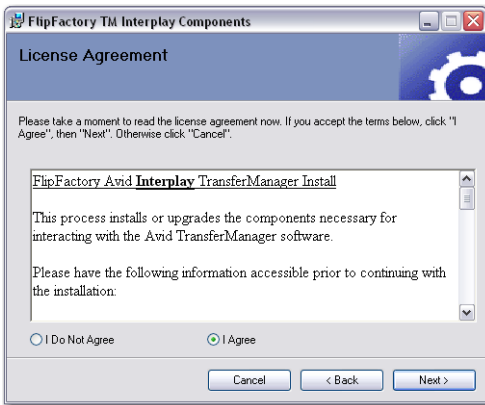 FlipFactory TM Interplay Components
License Agreement
Please take a moment to read the license agreement now. If you accept the terms below, click "I
Agree", then "Next". Otherwise click "Cancel".
FlipFactory Avid Interplay TransferManager Install
This process installs or upgrades the components necessary for
interacting with the Avid TransferManager software.
Please have the following information accessible prior to continuing with
the installation:
I Do Not Agree
I Agree
Cancel
< Back
Next >